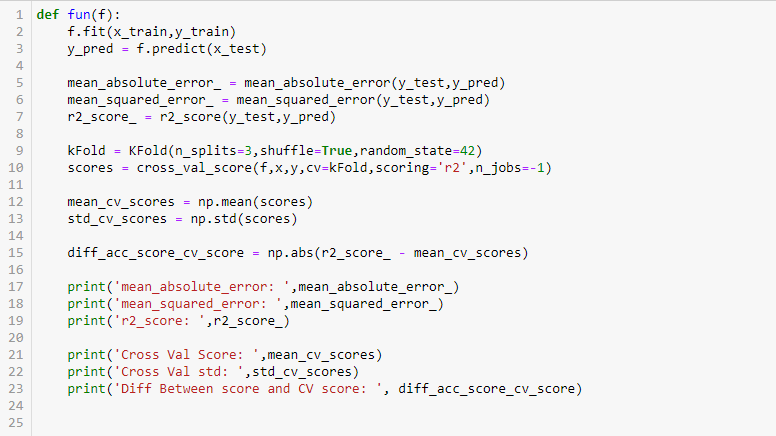 1 def fun(f):
2     f.fit(x_train,y_train)
3     y_pred = f.predict(x_test)
4
5     mean_absolute_error_ = mean_absolute_error(y_test,y_pred)
6     mean_squared_error_ = mean_squared_error(y_test,y_pred)
7     r2_score_ = r2_score(y_test,y_pred)
8
9     kFold = KFold(n_splits=3,shuffle=True,random_state=42)
10     scores = cross_val_score(f,x,y,cv=kFold,scoring='r2',n_jobs=-1)
11
12     mean_cv_scores = np.mean(scores)
13     std_cv_scores = np.std(scores)
14
15     diff_acc_score_cv_score = np.abs(r2_score_ - mean_cv_scores)
16
17     print('mean_absolute_error: ',mean_absolute_error_)
18     print('mean_squared_error: ',mean_squared_error_)
19     print('r2_score: ',r2_score_)
20
21     print('Cross Val Score: ',mean_cv_scores)
22     print('Cross Val std: ',std_cv_scores)
23     print('Diff Between score and CV score: ', diff_acc_score_cv_score)
24
25